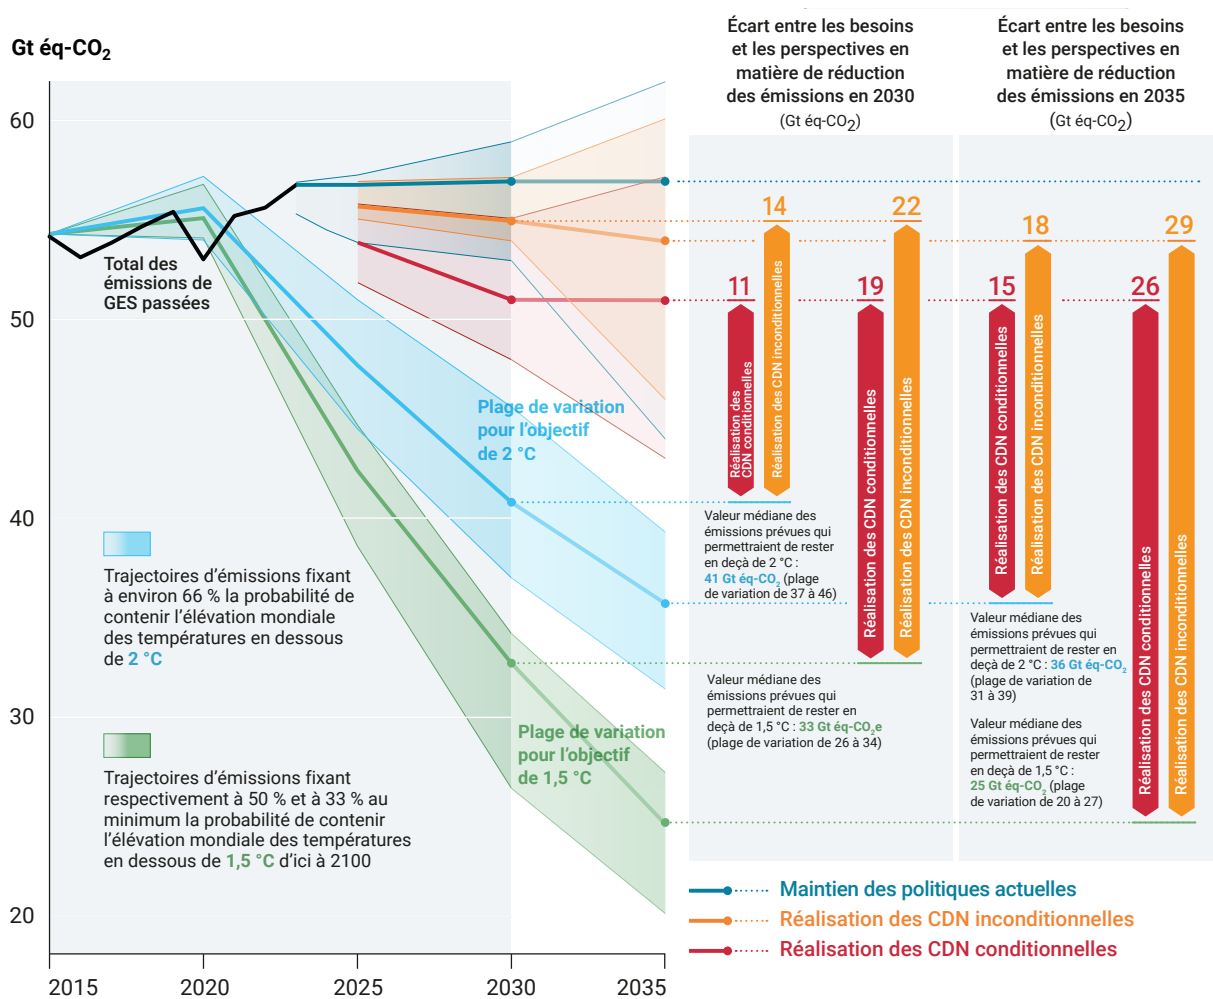 Gt éq-CO2
60
50
40
30
20
2015
2020
2025
2030
2035
Total des
émissions de
GES passées
Plage de variation
pour l'objectif
de 2 °C
Plage de variation
pour l'objectif
de 1,5 °C
Trajectoires d'émissions fixant
à environ 66 % la probabilité de
contenir l'élévation mondiale
des températures en dessous
de 2 °C
Trajectoires d'émissions fixant
respectivement à 50 % et à 33 % au
minimum la probabilité de contenir
l'élévation mondiale des températures
en dessous de 1,5 °C d'ici à 2100
Écart entre les besoins
et les perspectives en
matière de réduction
des émissions en 2030
(Gt éq-CO2)
11
14
19
22
Réalisation des
CDN conditionnelles
Réalisation des CDN inconditionnelles
Réalisation des CDN conditionnelles
Réalisation des CDN inconditionnelles
Valeur médiane des
émissions prévues qui
permettraient de rester
en deçà de 2 °C :
41 Gt éq-CO2 (plage
de variation de 37 à 46)
Valeur médiane des
émissions prévues qui
permettraient de rester en
deçà de 1,5 °C : 33 Gt éq-CO2e
(plage de variation de 26 à 34)
Écart entre les besoins
et les perspectives en
matière de réduction
des émissions en 2035
(Gt éq-CO2)
15
18
26
29
Réalisation des CDN conditionnelles
Réalisation des CDN inconditionnelles
Réalisation des CDN conditionnelles
Réalisation des CDN inconditionnelles
Valeur médiane des
émissions prévues qui
permettraient de rester en
deçà de 2 °C : 36 Gt éq-CO2
(plage de variation de
31 à 39)
Valeur médiane des
émissions prévues qui
permettraient de rester
en deçà de 1,5 °C :
25 Gt éq-CO2 (plage
de variation de 20 à 27)
Maintien des politiques actuelles
Réalisation des CDN inconditionnelles
Réalisation des CDN conditionnelles